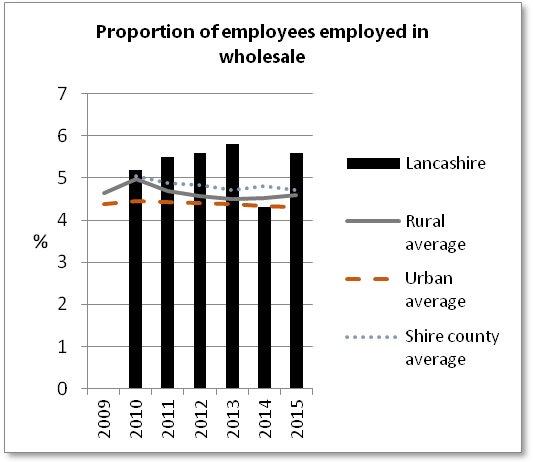 Proportion of employees employed in
wholesale
7
6
5
4
3
2
1
0
%
2009
2010
2011
2012
2013
2014
2015
Lancashire
Rural
average
Urban
average
Shire county
average